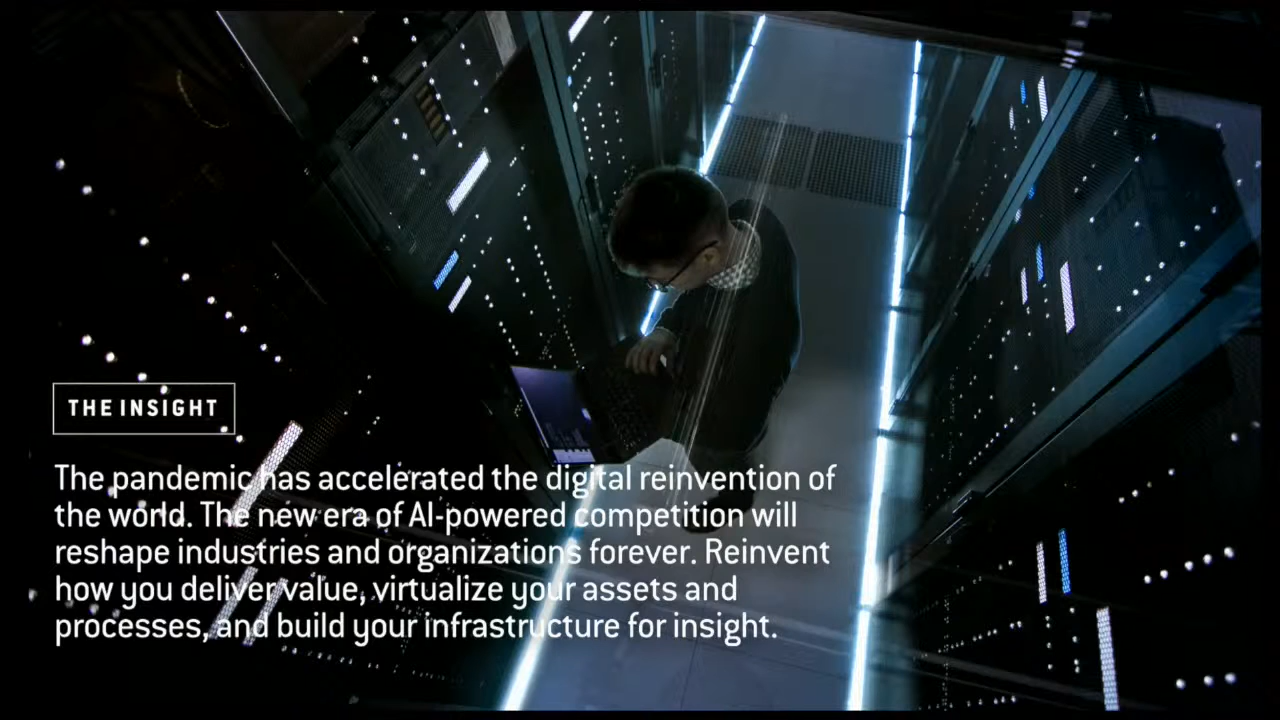 THE INSIGHT
The pandemic has accelerated the digital reinvention of
the world. The new era of AI-powered competition will
reshape industries and organizations forever. Reinvent
how you deliver value, virtualize your assets and
processes, and build your infrastructure for insight.